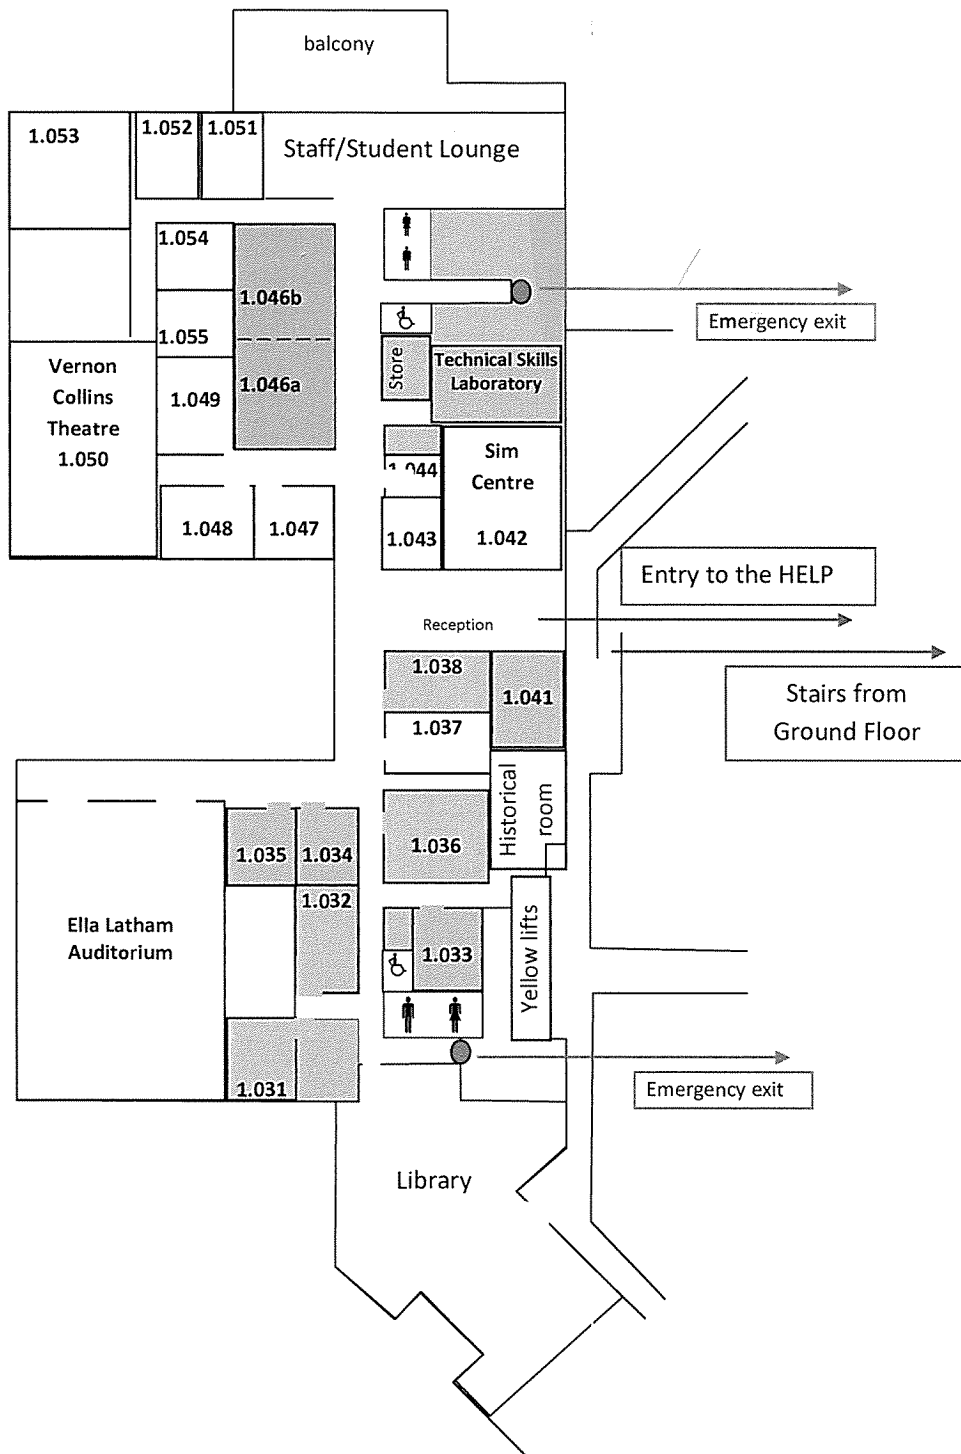 balcony
1.053
1.052
1.051
Staff/Student Lounge
1.054
1.046b
1.055
1.046a
1.049
Vernon
Collins
Theatre
1.050
Store
Technical Skills
Laboratory
Emergency exit
1.044
Sim
Centre
1.048
1.047
1.043
1.042
Entry to the HELP
Reception
Stairs from
Ground Floor
1.038
1.041
1.037
Historical
room
1.036
1.035
1.034
1.032
Ella Latham
Auditorium
1.033
Yellow lifts
1.031
Emergency exit
Library